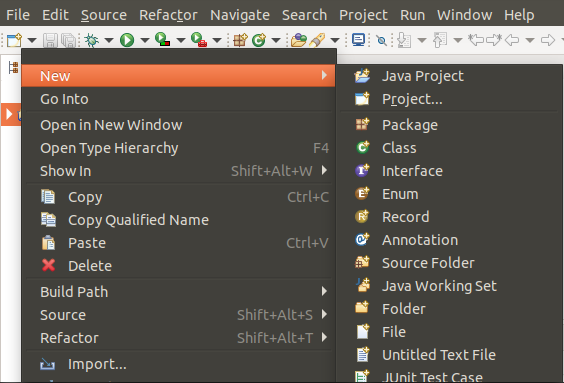 File Edit Source Refactor Navigate Search Project Run Window Help
New
Go Into
Open in New Window
Open Type Hierarchy F4
Show In Shift+Alt+W
Copy Ctrl+C
Copy Qualified Name
Paste Ctrl+V
Delete
Build Path
Source Shift+Alt+S
Refactor Shift+Alt+T
Import...
Java Project
Project...
Package
Class
Interface
Enum
Record
Annotation
Source Folder
Java Working Set
Folder
File
Untitled Text File
JUnit Test Case